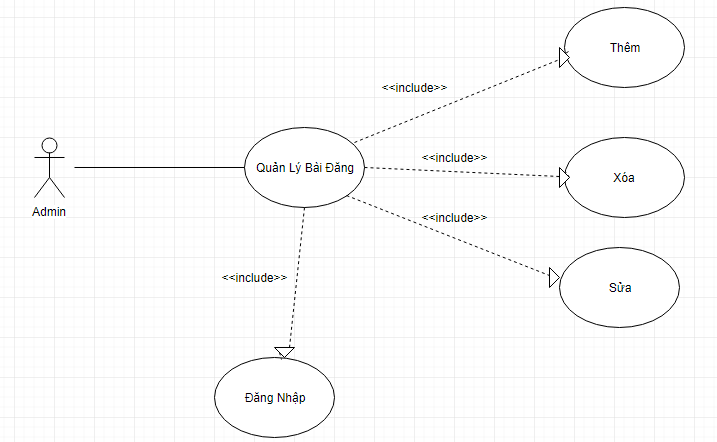 Thêm
<<include>>
<<include>>
Quản Lý Bài Đăng
Xóa
Admin
<<include>>
<<include>>
Sửa
Đăng Nhập